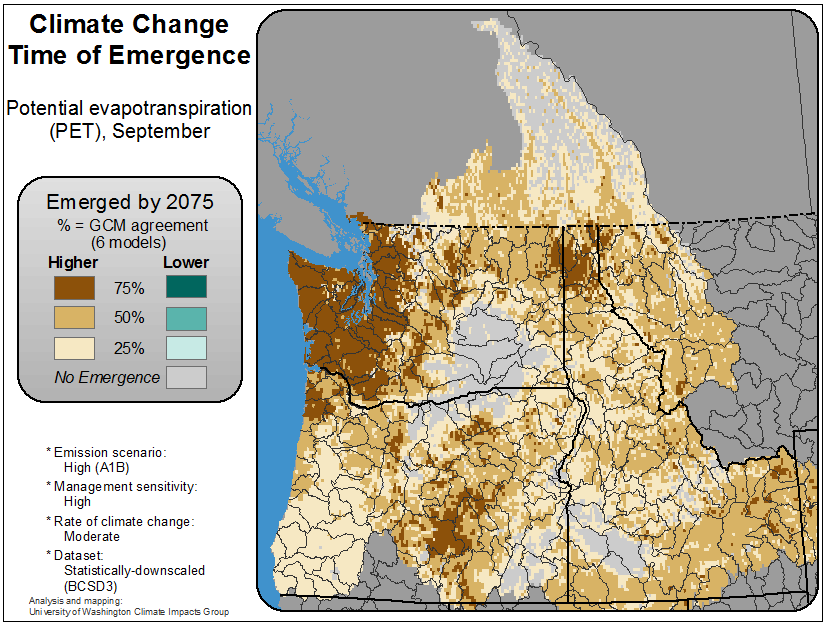 Climate Change
Time of Emergence
Potential evapotranspiration
(PET), September
Emerged by 2075
% = GCM agreement
(6 models)
Higher Lower
75%
50%
25%
No Emergence
* Emission scenario:
High (A1B)
* Management sensitivity:
High
* Rate of climate change:
Moderate
* Dataset:
Statistically-downscaled
(BCSD3)
Analysis and mapping:
University of Washington Climate Impacts Group